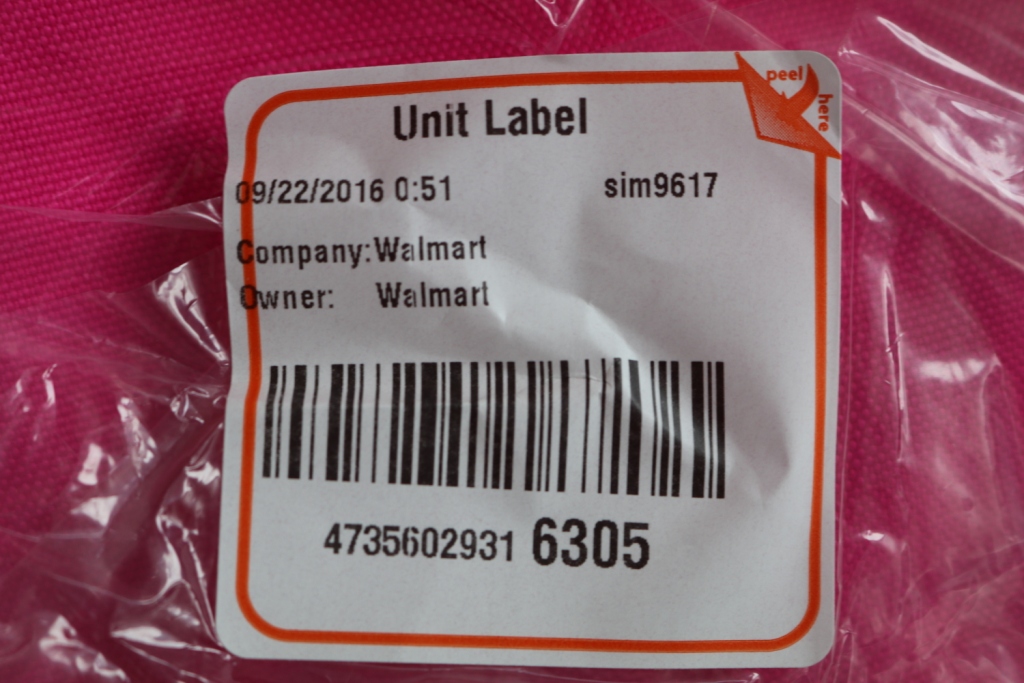 peel
here
Unit Label
09/22/2016 0:51 sim9617
Company:Walmart
Owner: Walmart
4735602931 6305